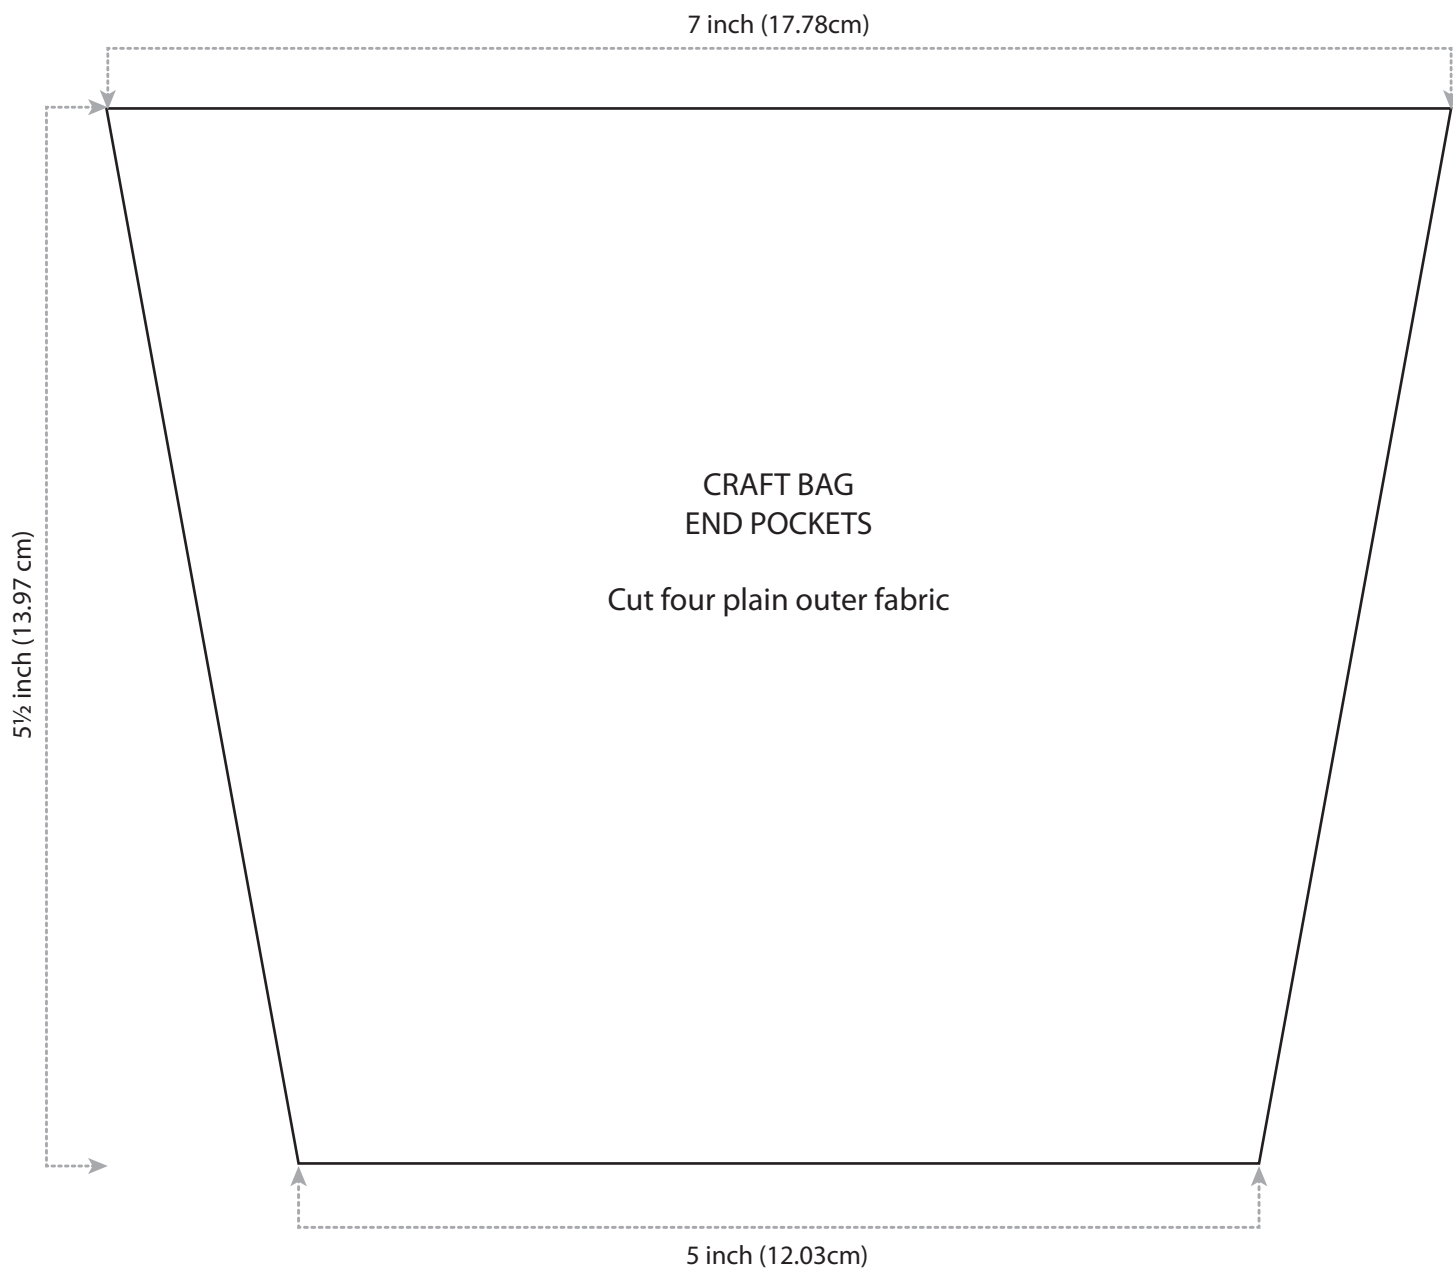 7 inch (17.78cm)
CRAFT BAG
END POCKETS
Cut four plain outer fabric
5½ inch (13.97 cm)
5 inch (12.03cm)